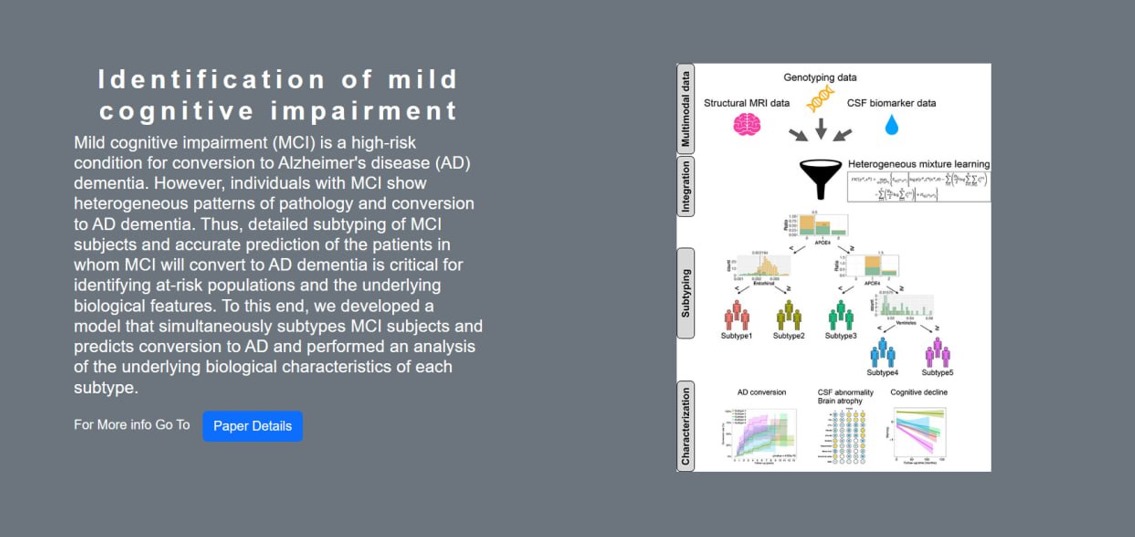 Identification of mild
cognitive impairment
Mild cognitive impairment (MCI) is a high-risk
condition for conversion to Alzheimer's disease (AD)
dementia. However, individuals with MCI show
heterogeneous patterns of pathology and conversion
to AD dementia. Thus, detailed subtyping of MCI
subjects and accurate prediction of the patients in
whom MCI will convert to AD dementia is critical for
identifying at-risk populations and the underlying
biological features. To this end, we developed a
model that simultaneously subtypes MCI subjects and
predicts conversion to AD and performed an analysis
of the underlying biological characteristics of each
subtype.
For More info Go To
Paper Details
Multimodal data
Genotyping data
Structural MRI data
CSF biomarker data
Integration
Heterogeneous mixture learning
Subtyping
Ratio
APOE4
< ≥
count
Entorhinal
Ratio
APOE4
count
Ventricles
Subtype1
Subtype2
Subtype3
Subtype4
Subtype5
Characterization
AD conversion
CSF abnormality
Brain atrophy
Cognitive decline